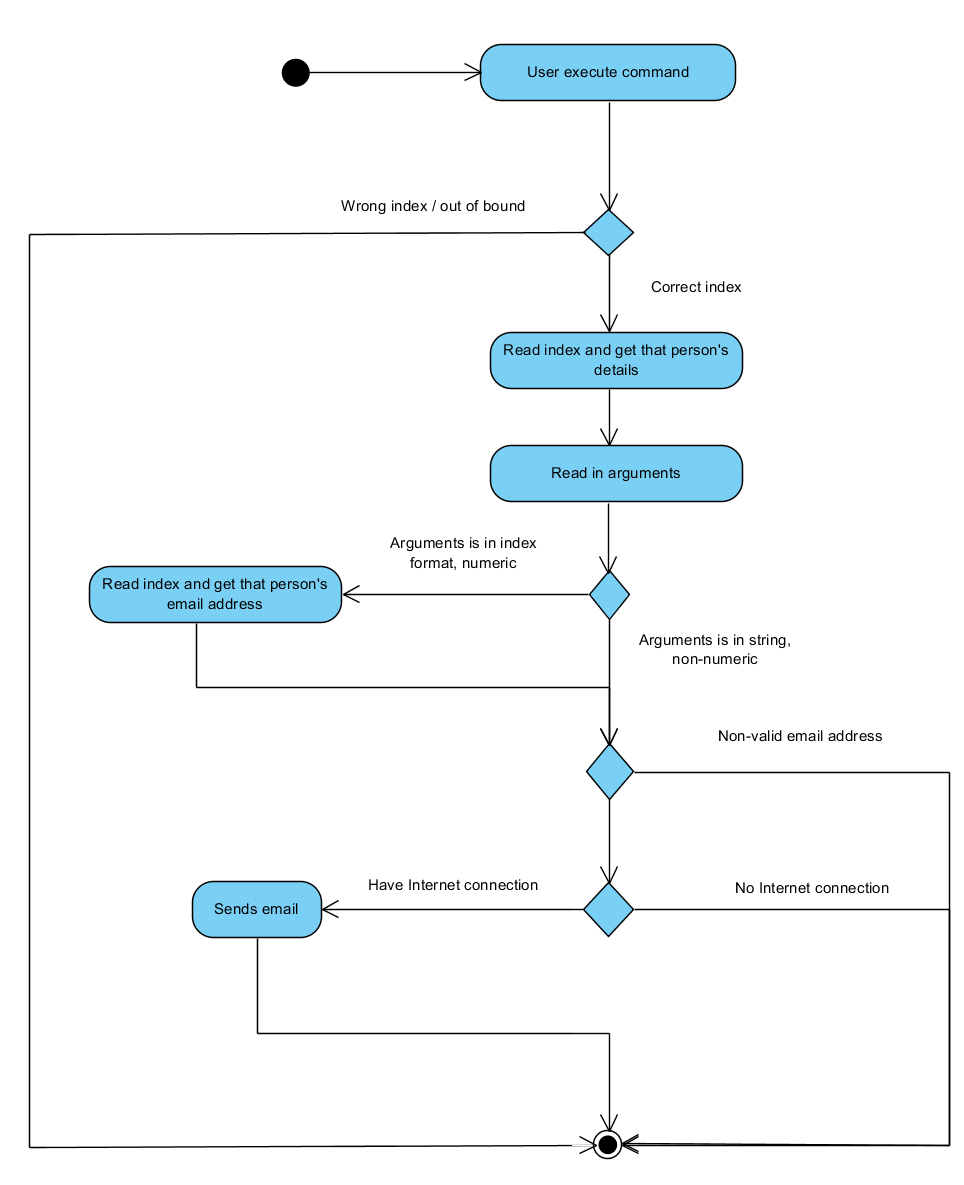 User execute command
Wrong index / out of bound
Correct index
Read index and get that person's
details
Read in arguments
Arguments is in index
format, numeric
Read index and get that person's
email address
Arguments is in string,
non-numeric
Non-valid email address
Have Internet connection
No Internet connection
Sends email